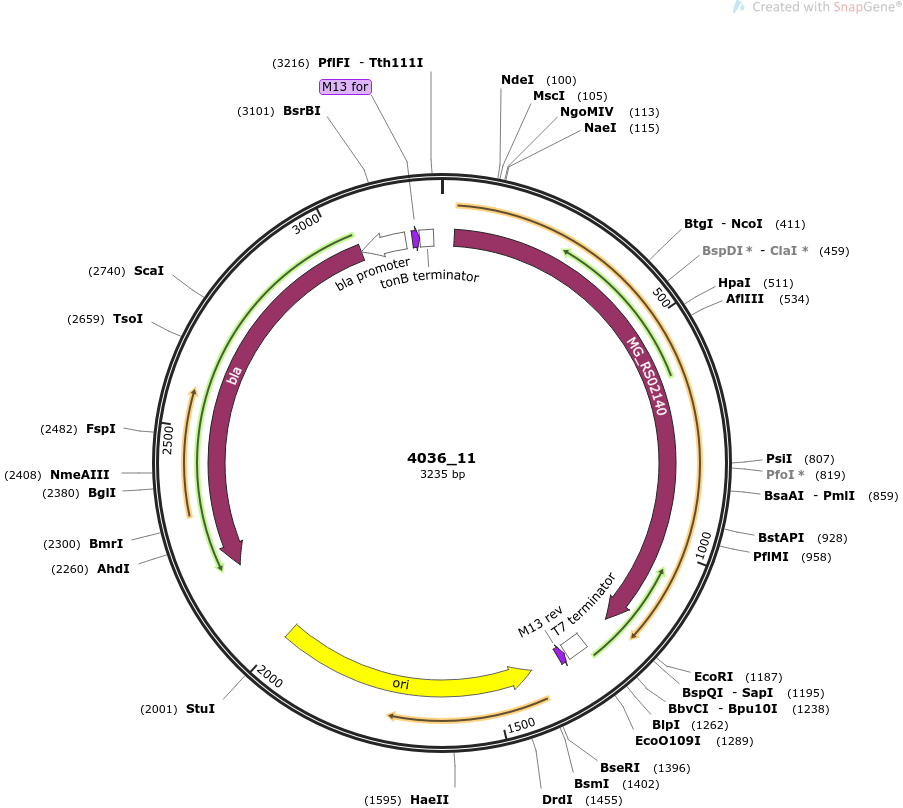 Created with SnapGene®
(3216) PflFI - Tth111I
M13 for
(3101) BsrBI
NdeI (100)
MscI (105)
NgoMIV (113)
NaeI (115)
BtgI - NcoI (411)
BspDI * - ClaI * (459)
HpaI (511)
AflIII (534)
PsiI (807)
PfoI * (819)
BsaAI - PmlI (859)
BstAPI (928)
PflMI (958)
EcoRI (1187)
BspQI - SapI (1195)
BbvCI - Bpu10I (1238)
BlpI (1262)
EcoO109I (1289)
BseRI (1396)
BsmI (1402)
DrdI (1455)
(1595) HaeII
(2001) StuI
(2260) AhdI
(2300) BmrI
(2380) BglI
(2408) NmeAIII
(2482) FspI
(2659) TsoI
(2740) ScaI
3000
500
1000
1500
2000
2500
bla promoter
tonB terminator
bla
MG_RS02140
M13 rev
T7 terminator
ori
4036_11
3235 bp